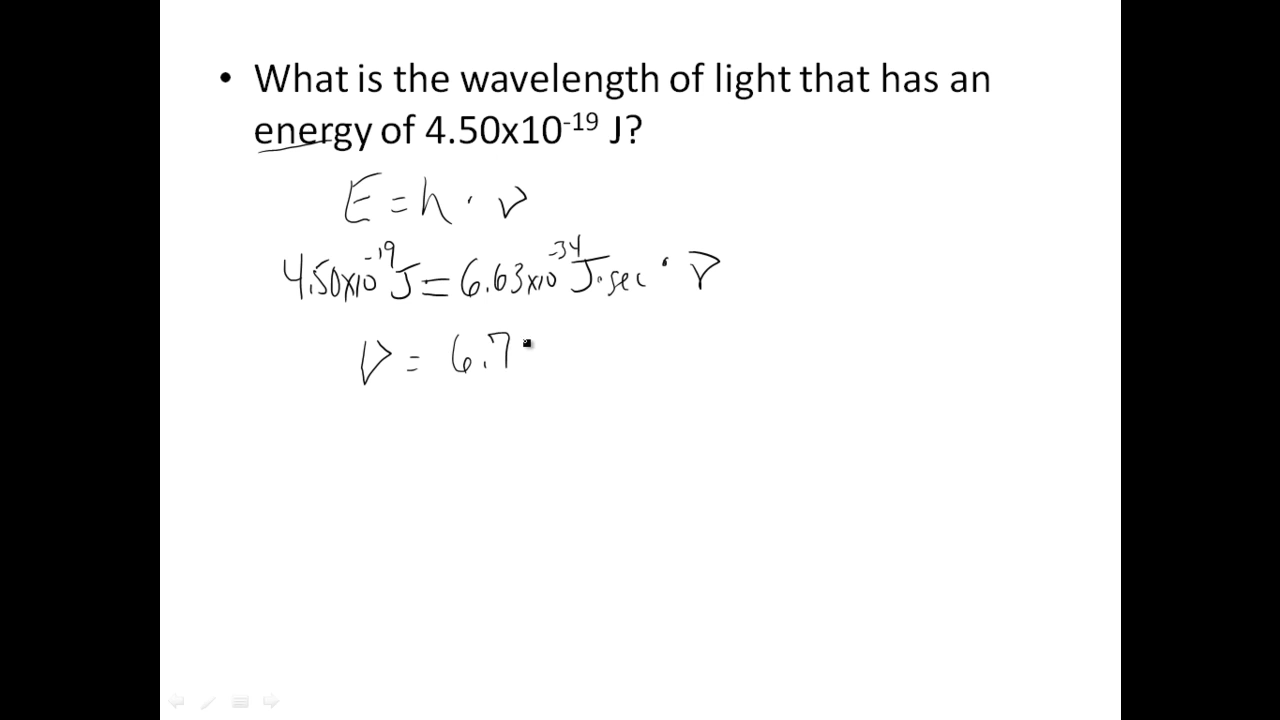 • What is the wavelength of light that has an
energy of 4.50x10⁻¹⁹ J?
E = h · ν
4.50x10⁻¹⁹ J = 6.63x10⁻³⁴ J · sec · ν
ν = 6.7